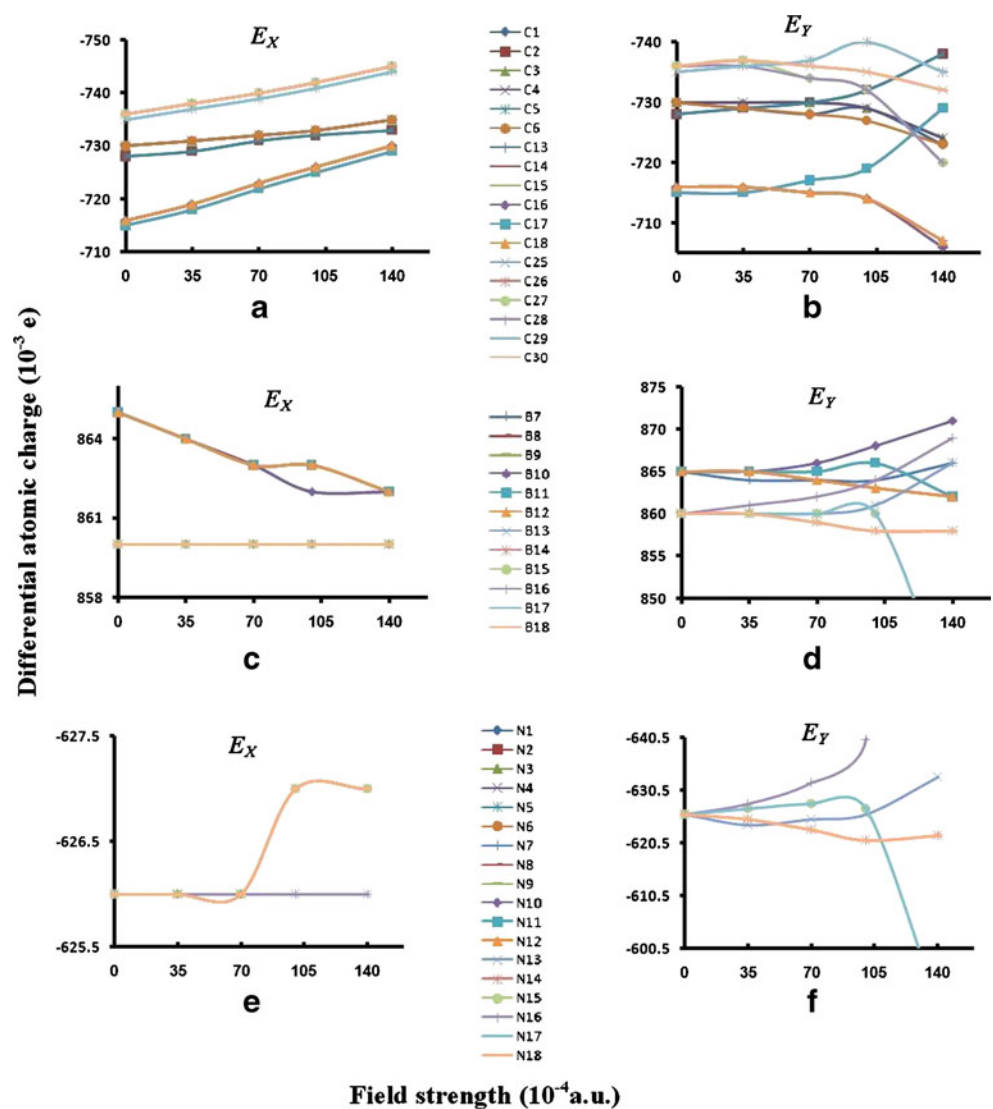 Differential atomic charge (10⁻³ e)
E_X
-750
-740
-730
-720
-710
0 35 70 105 140
a
C1
C2
C3
C4
C5
C6
C13
C14
C15
C16
C17
C18
C25
C26
C27
C28
C29
C30
E_Y
-740
-730
-720
-710
0 35 70 105 140
b
E_X
864
861
858
0 35 70 105 140
c
B7
B8
B9
B10
B11
B12
B13
B14
B15
B16
B17
B18
E_Y
875
870
865
860
855
850
0 35 70 105 140
d
E_X
-627.5
-626.5
-625.5
0 35 70 105 140
e
N1
N2
N3
N4
N5
N6
N7
N8
N9
N10
N11
N12
N13
N14
N15
N16
N17
N18
E_Y
-640.5
-630.5
-620.5
-610.5
-600.5
0 35 70 105 140
f
Field strength (10⁻⁴a.u.)